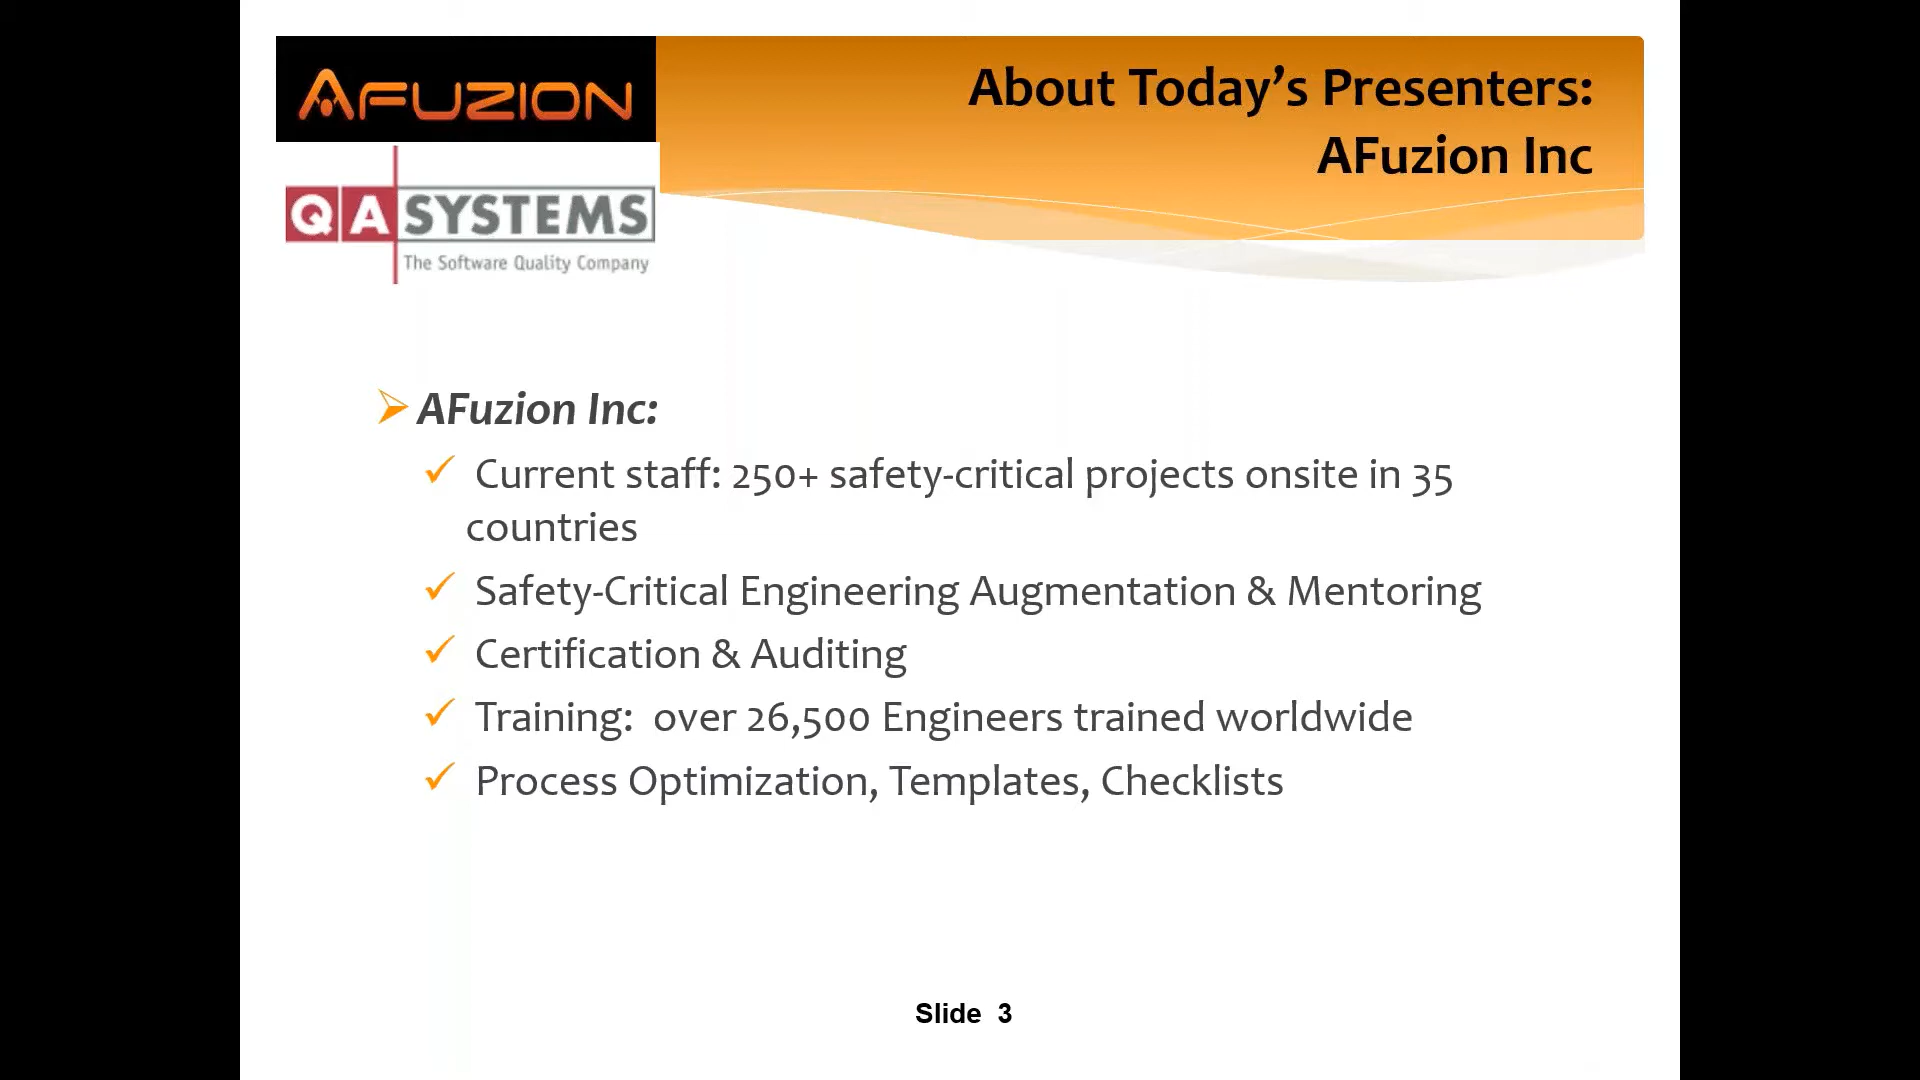 AFUZION
QA SYSTEMS
The Software Quality Company
About Today’s Presenters:
AFuzion Inc
AFuzion Inc:
Current staff: 250+ safety-critical projects onsite in 35
countries
Safety-Critical Engineering Augmentation & Mentoring
Certification & Auditing
Training:  over 26,500 Engineers trained worldwide
Process Optimization, Templates, Checklists
Slide  3